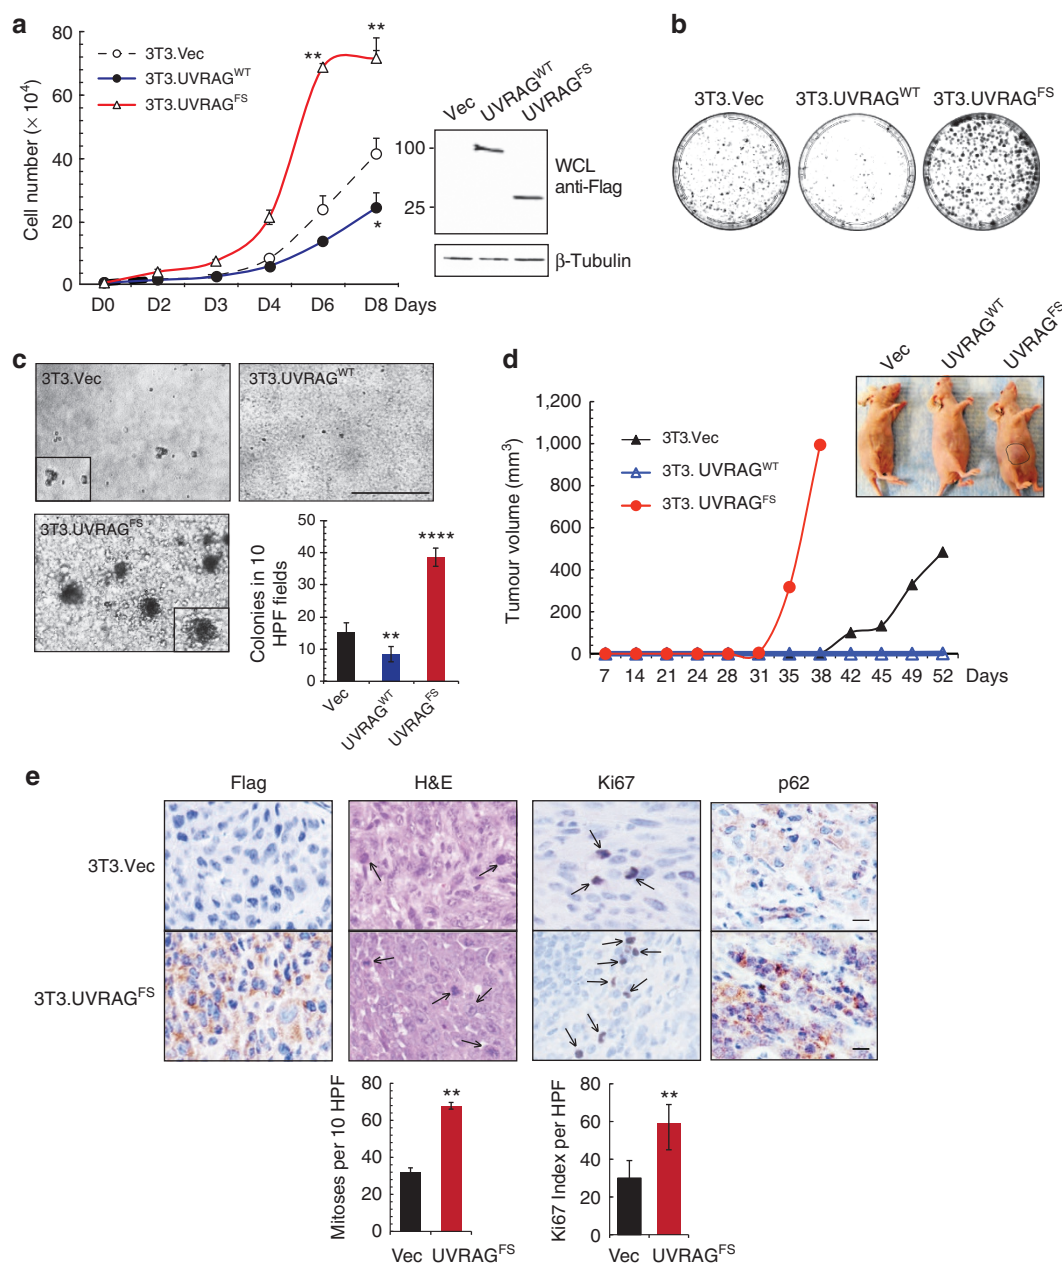 a
80
60
40
20
0
Cell number (× 10⁴)
3T3.Vec
3T3.UVRAGᵂᵀ
3T3.UVRAGᶠˢ
**
**
*
D0 D2 D3 D4 D6 D8 Days
Vec
UVRAGᵂᵀ
UVRAGᶠˢ
100
25
WCL
anti-Flag
β-Tubulin
b
3T3.Vec 3T3.UVRAGᵂᵀ 3T3.UVRAGᶠˢ
c
3T3.Vec
3T3.UVRAGᵂᵀ
3T3.UVRAGᶠˢ
Colonies in 10
HPF fields
50
40
30
20
10
0
**
****
Vec
UVRAGᵂᵀ
UVRAGᶠˢ
d
Tumour volume (mm³)
1,200
1,000
800
600
400
200
0
3T3.Vec
3T3. UVRAGᵂᵀ
3T3. UVRAGᶠˢ
7 14 21 24 28 31 35 38 42 45 49 52 Days
Vec
UVRAGᵂᵀ
UVRAGᶠˢ
e
Flag H&E Ki67 p62
3T3.Vec
3T3.UVRAGᶠˢ
Mitoses per 10 HPF
80
60
40
20
0
**
Vec UVRAGᶠˢ
Ki67 Index per HPF
80
60
40
20
0
**
Vec UVRAGᶠˢ